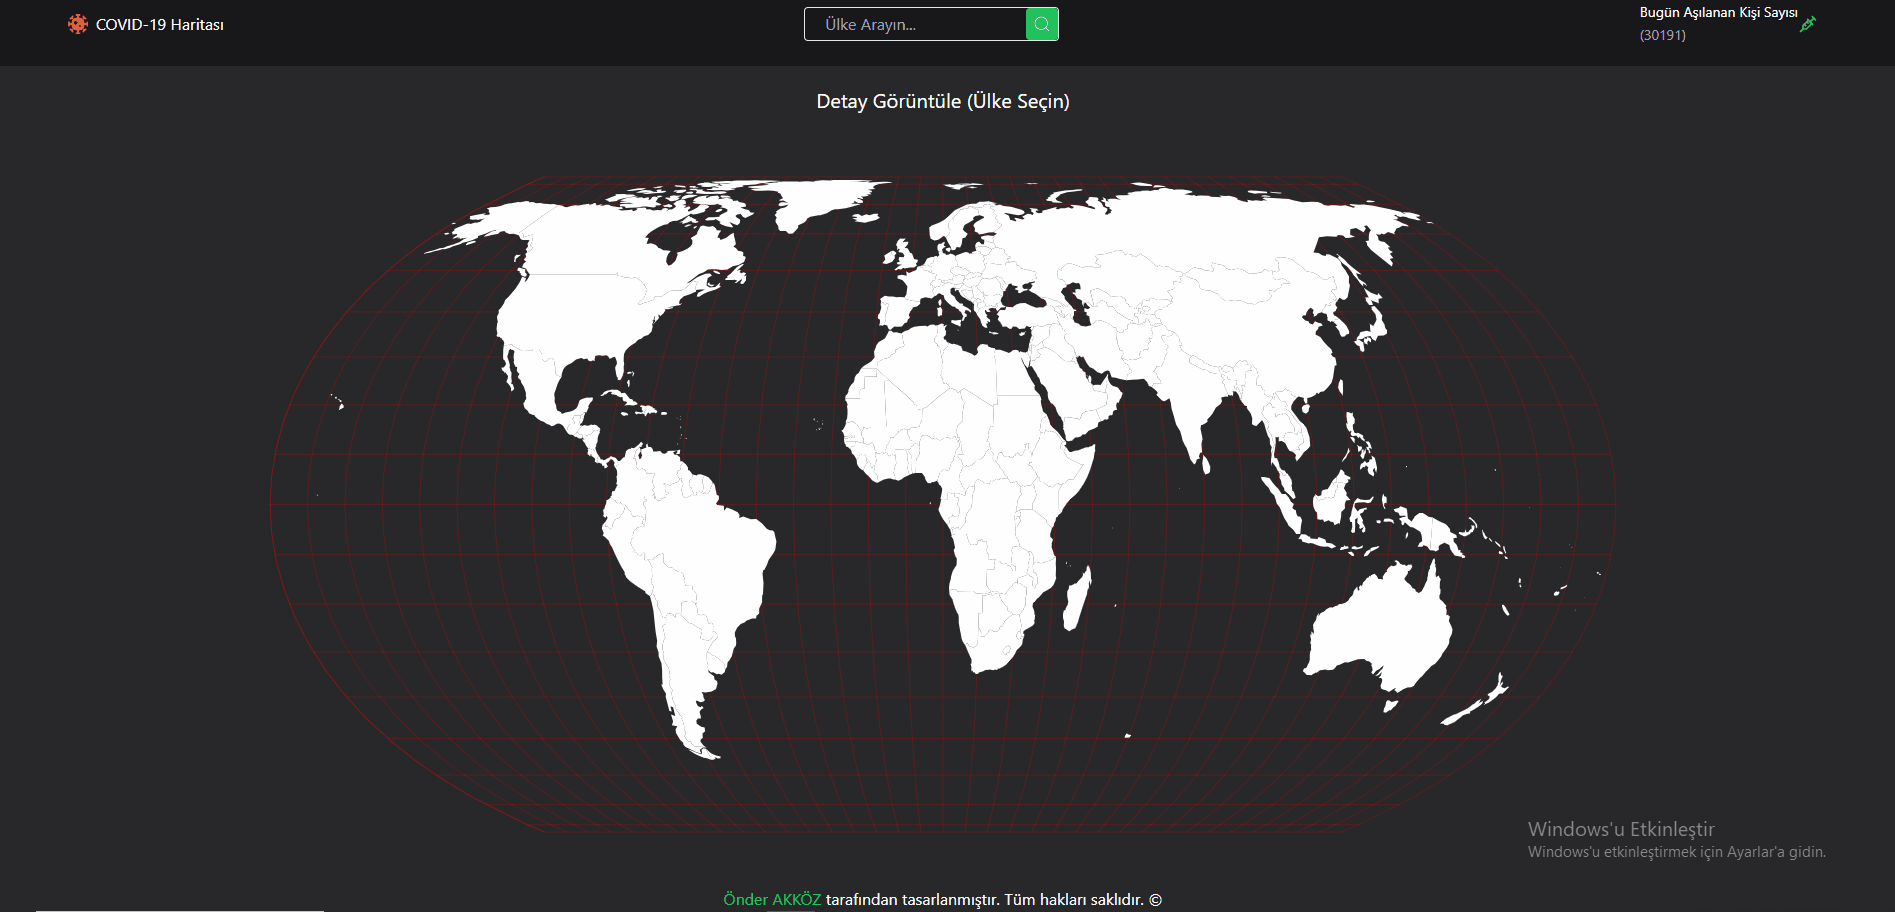 COVID-19 Haritası
Ülke Arayın...
Bugün Aşılanan Kişi Sayısı
(30191)
Detay Görüntüle (Ülke Seçin)
Windows'u Etkinleştir
Windows'u etkinleştirmek için Ayarlar'a gidin.
Önder AKKÖZ tarafından tasarlanmıştır. Tüm hakları saklıdır. ©